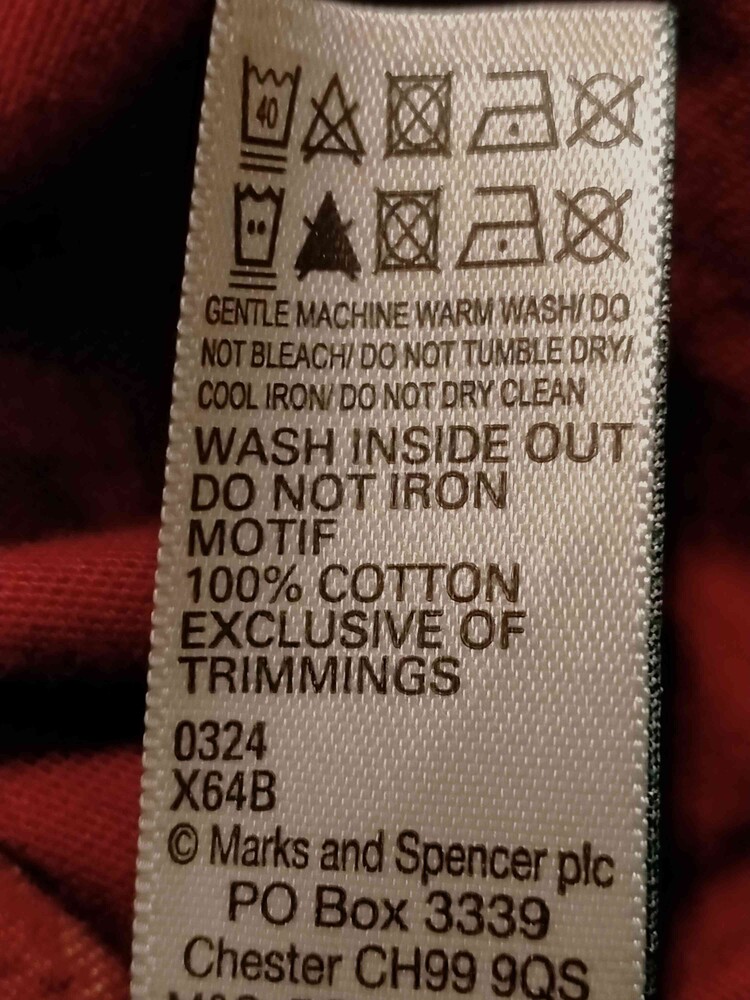 40
GENTLE MACHINE WARM WASH/ DO
NOT BLEACH/ DO NOT TUMBLE DRY/
COOL IRON/ DO NOT DRY CLEAN
WASH INSIDE OUT
DO NOT IRON
MOTIF
100% COTTON
EXCLUSIVE OF
TRIMMINGS
0324
X64B
© Marks and Spencer plc
PO Box 3339
Chester CH99 9QS